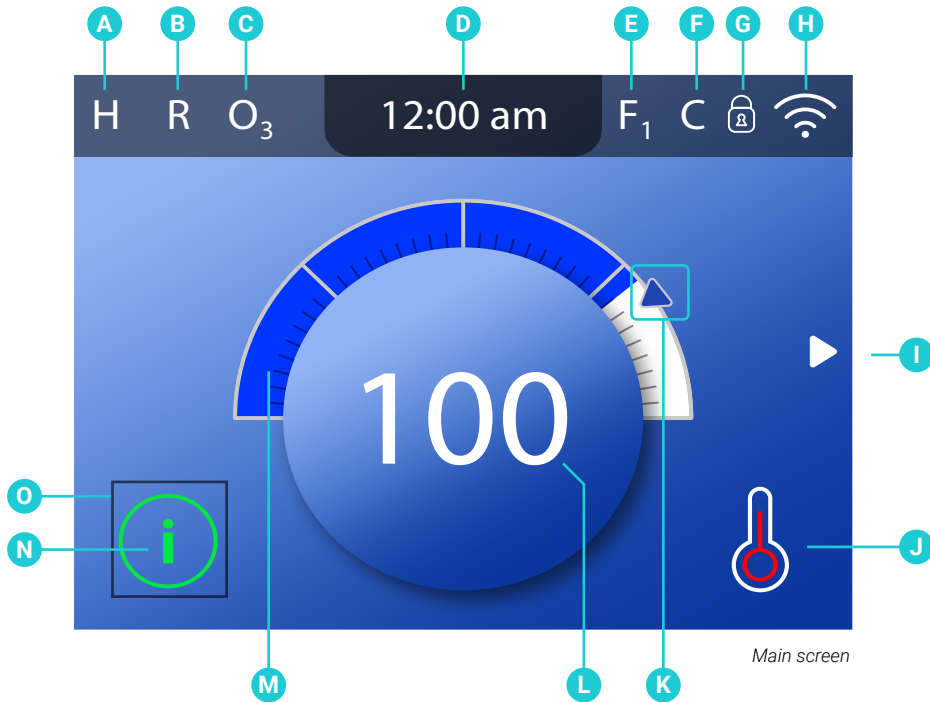 A B C D E F G H
H R O₃ 12:00 am F₁ C
I
100
O
N
i
J
Main screen
M L K